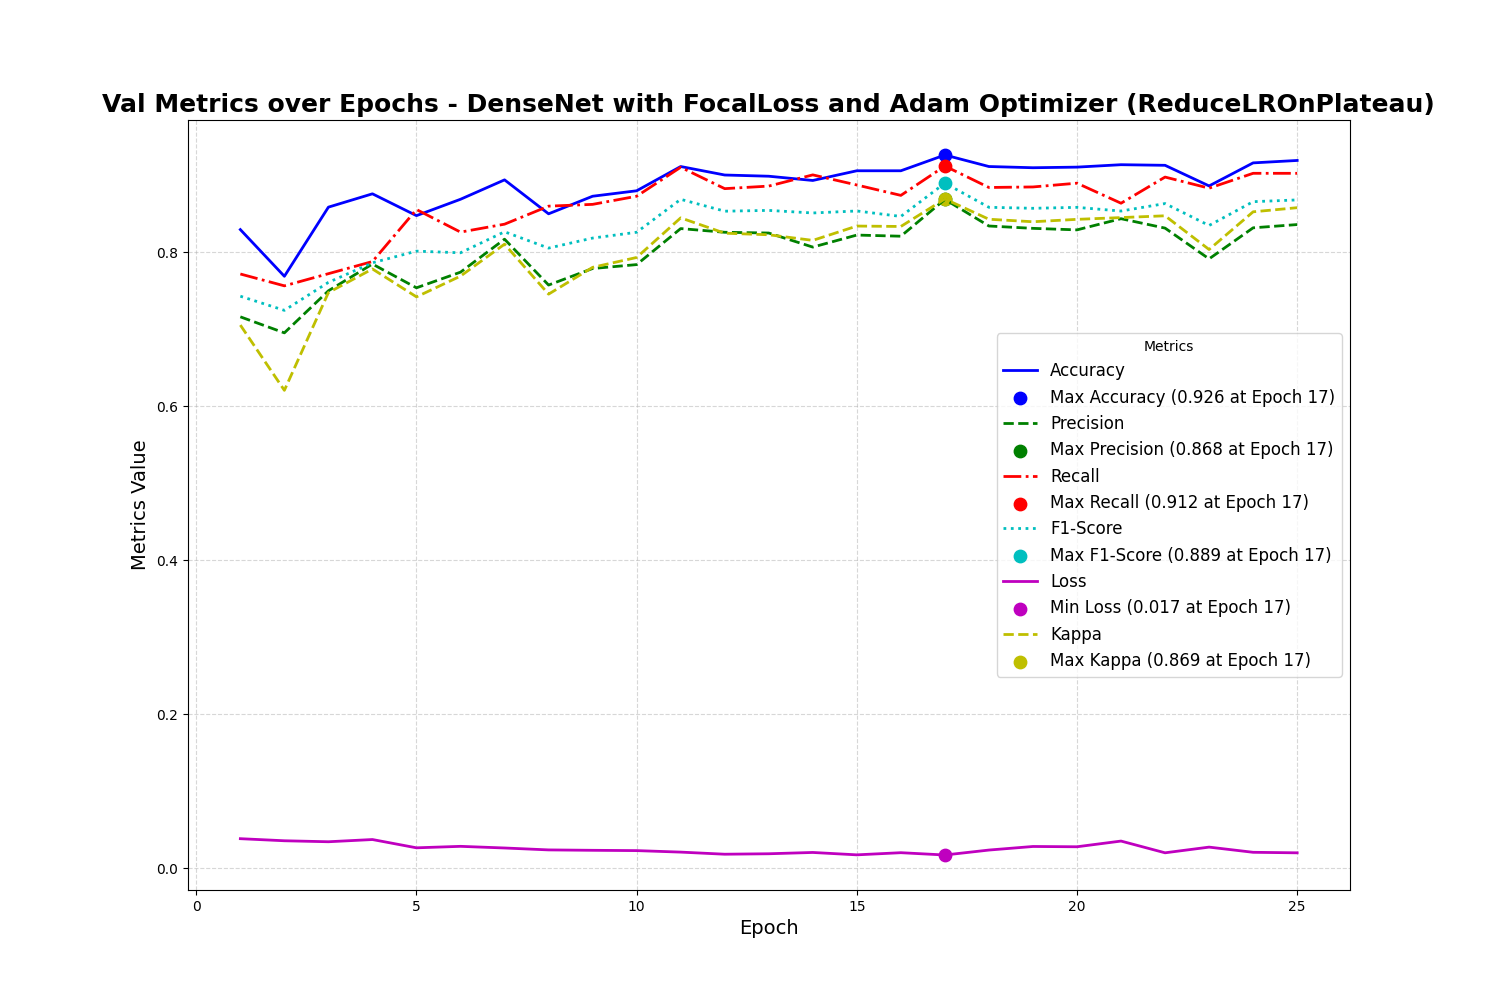 Val Metrics over Epochs - DenseNet with FocalLoss and Adam Optimizer (ReduceLROnPlateau)
Metrics Value
0.8
0.6
0.4
0.2
0.0
Metrics
Accuracy
Max Accuracy (0.926 at Epoch 17)
Precision
Max Precision (0.868 at Epoch 17)
Recall
Max Recall (0.912 at Epoch 17)
F1-Score
Max F1-Score (0.889 at Epoch 17)
Loss
Min Loss (0.017 at Epoch 17)
Kappa
Max Kappa (0.869 at Epoch 17)
0 5 10 15 20 25
Epoch